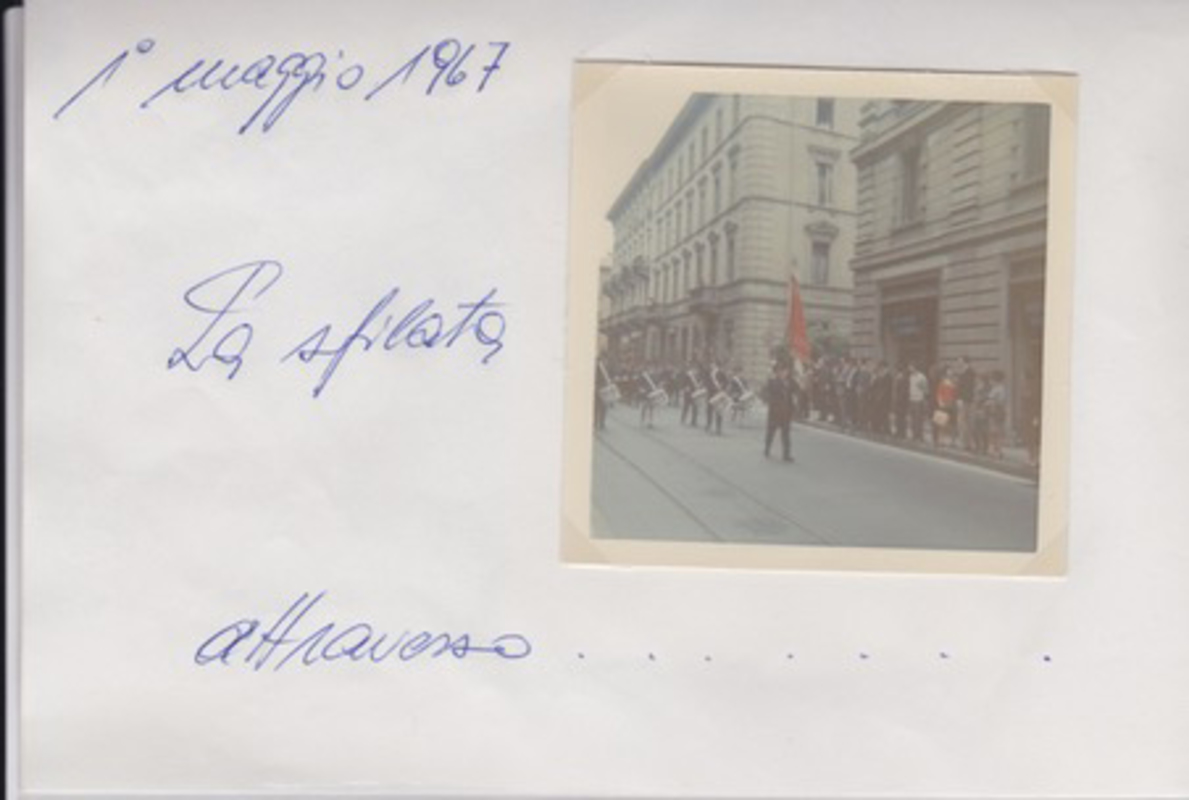 1° maggio 1967
La sfilata
attraverso . . . . . . .